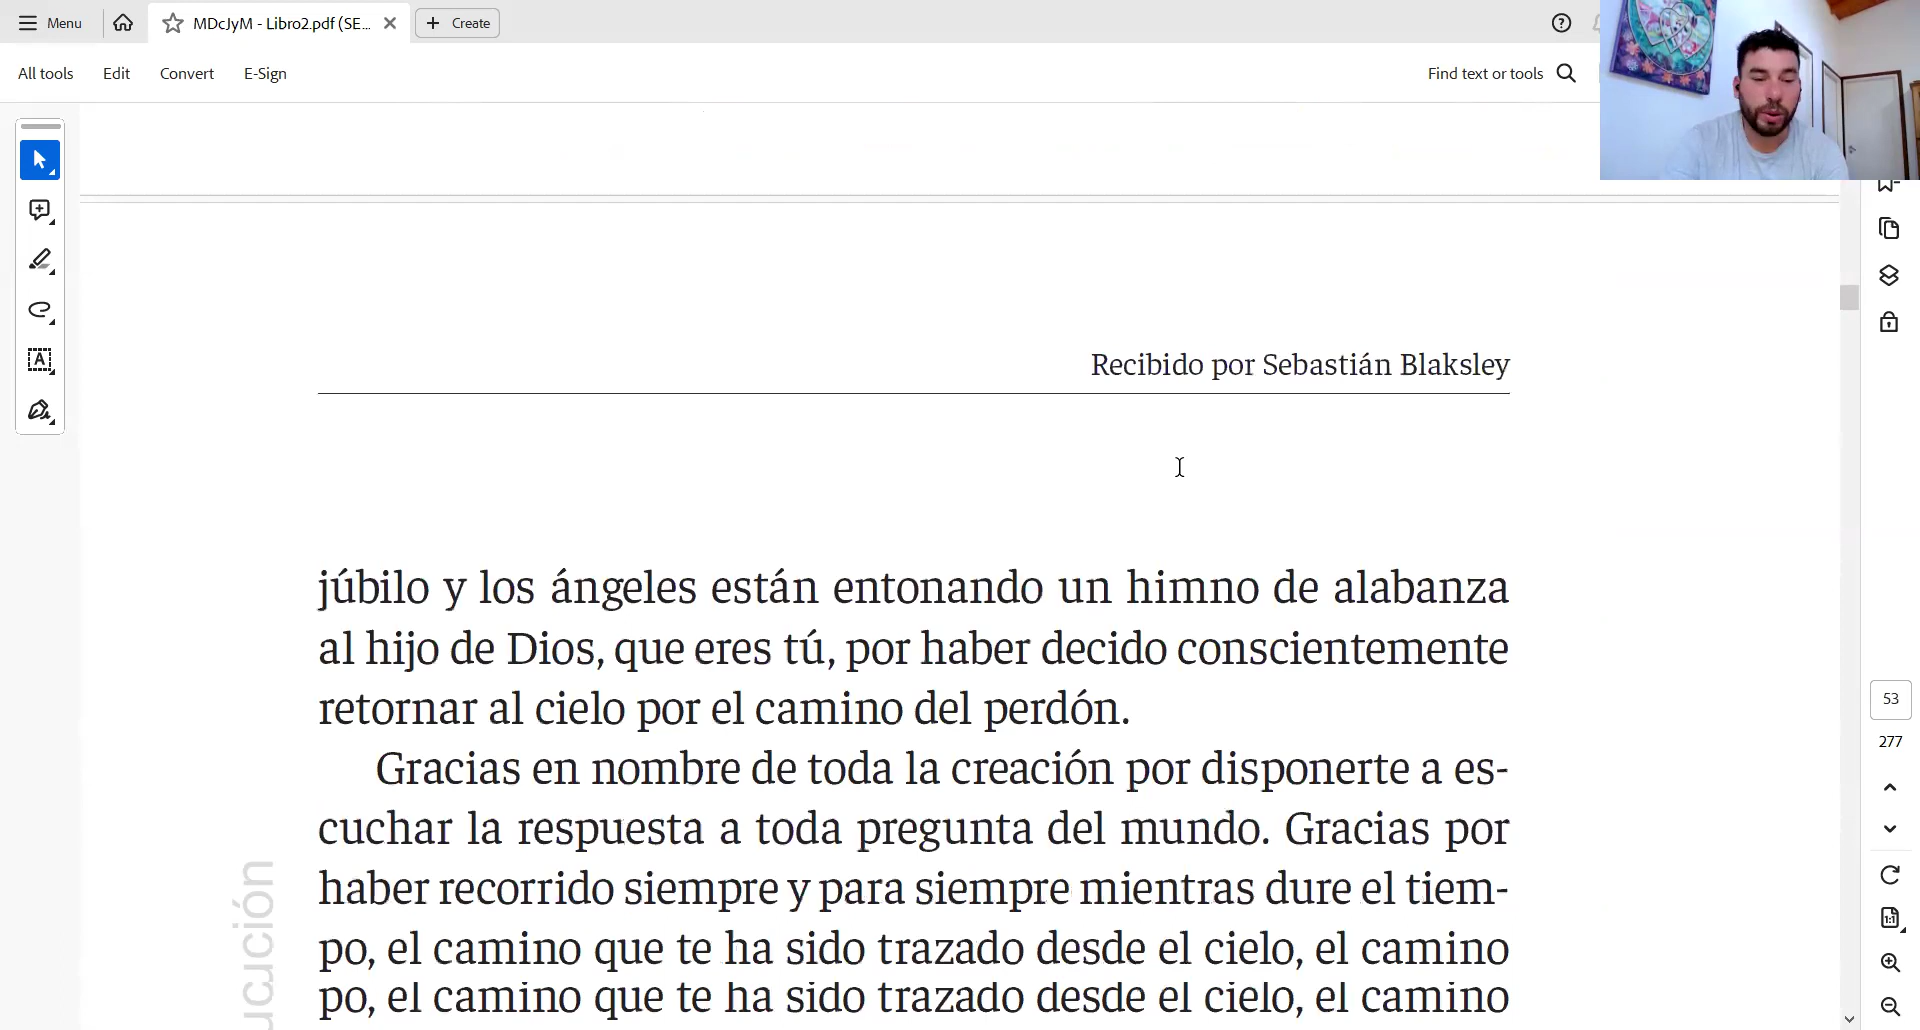 Menu
MDcJyM - Libro2.pdf (SE...
Create
All tools
Edit
Convert
E-Sign
Find text or tools
Recibido por Sebastián Blaksley
júbilo y los ángeles están entonando un himno de alabanza
al hijo de Dios, que eres tú, por haber decido conscientemente
retornar al cielo por el camino del perdón.
Gracias en nombre de toda la creación por disponerte a es-
cuchar la respuesta a toda pregunta del mundo. Gracias por
haber recorrido siempre y para siempre mientras dure el tiem-
po, el camino que te ha sido trazado desde el cielo, el camino
po, el camino que te ha sido trazado desde el cielo, el camino
53
277